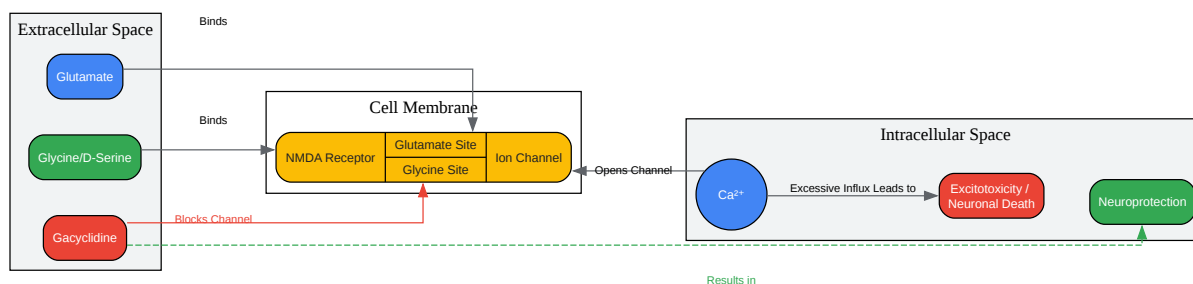 Extracellular Space
Binds
Glutamate
Cell Membrane
Binds
Glycine/D-Serine
NMDA Receptor
Glutamate Site
Glycine Site
Ion Channel
Intracellular Space
Opens Channel
Ca²⁺
Excessive Influx Leads to
Excitotoxicity /
Neuronal Death
Neuroprotection
Blocks Channel
Gacyclidine
Results in